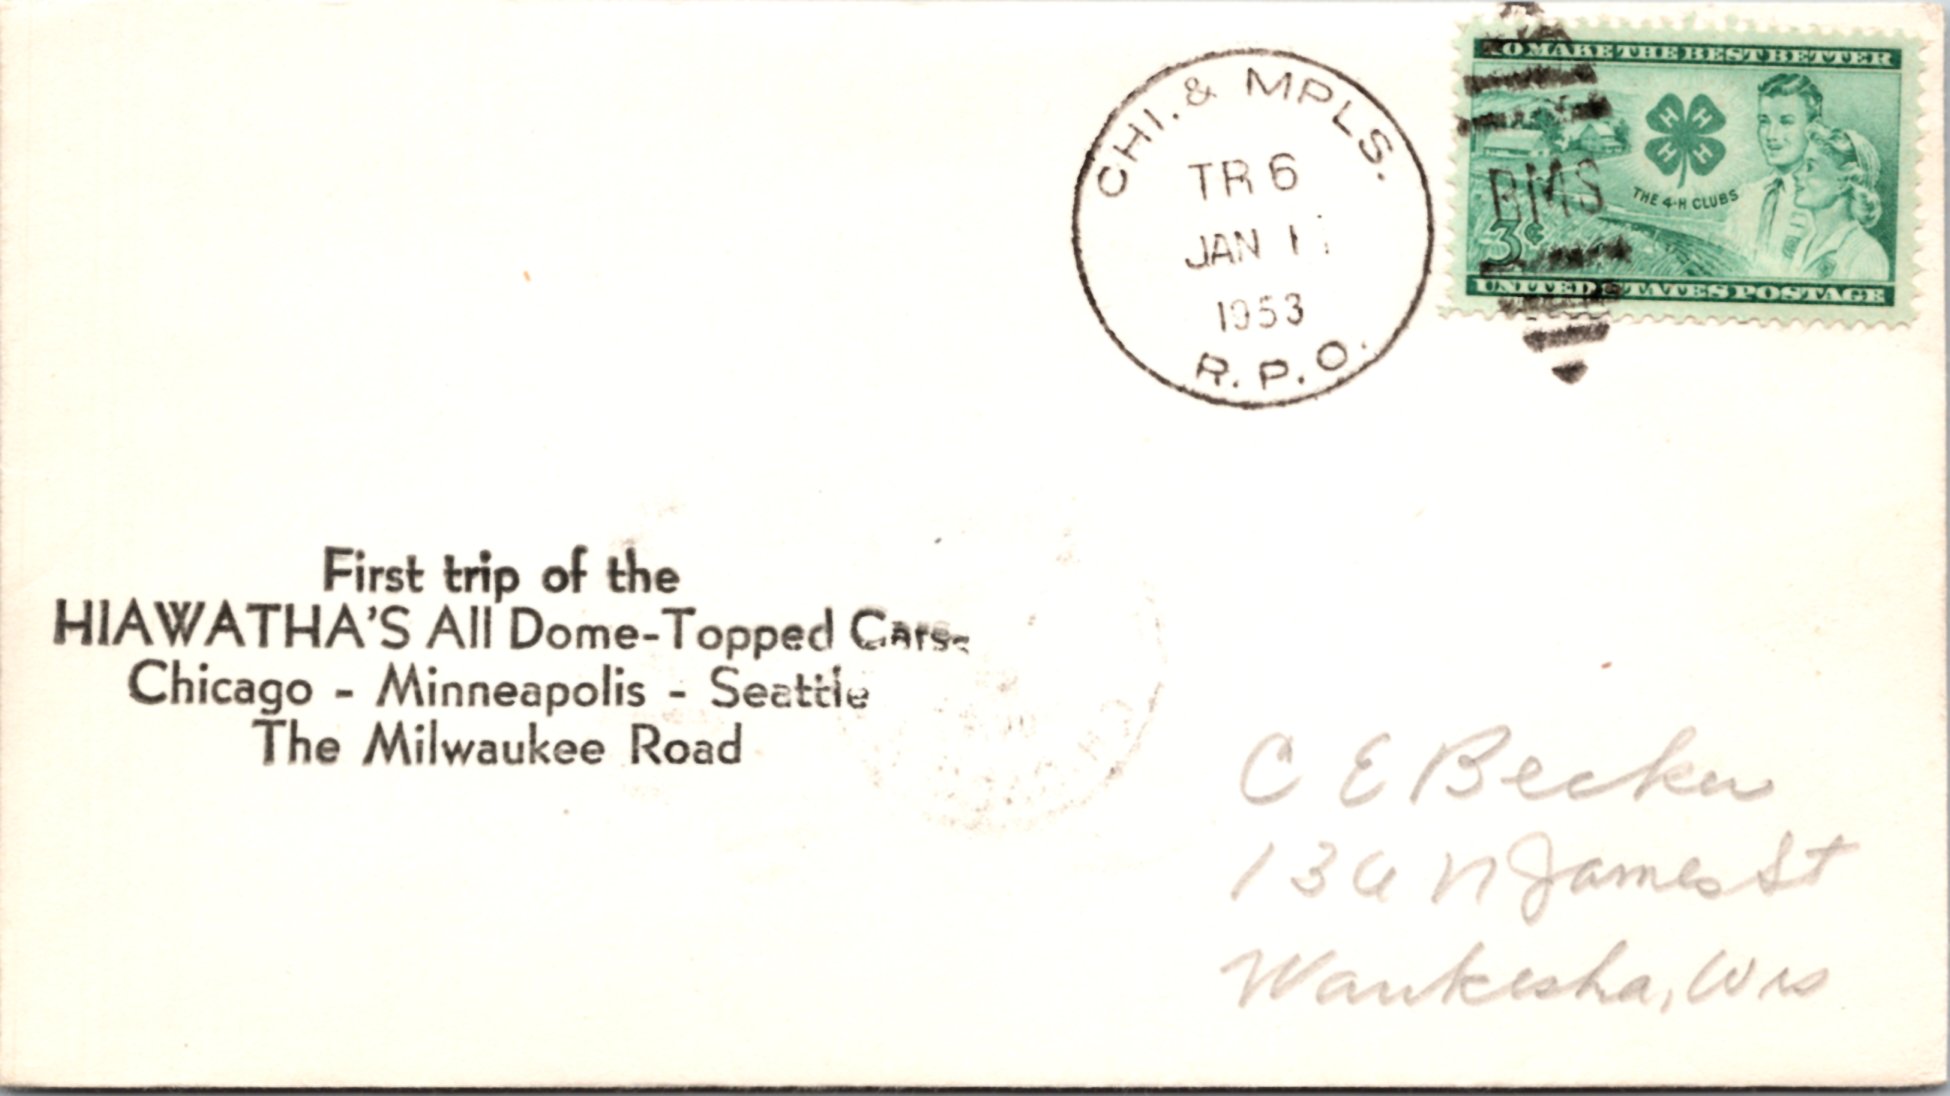 CHI. & MPLS.
TR 6
JAN 1
1953
R. P. O.
TO MAKE THE BEST BETTER
H H
H H
THE 4-H CLUBS
RMS
3¢
UNITED STATES POSTAGE
First trip of the
HIAWATHA'S All Dome-Topped Cars-
Chicago - Minneapolis - Seattle
The Milwaukee Road
C E Becker
136 N James St
Waukesha, Wis